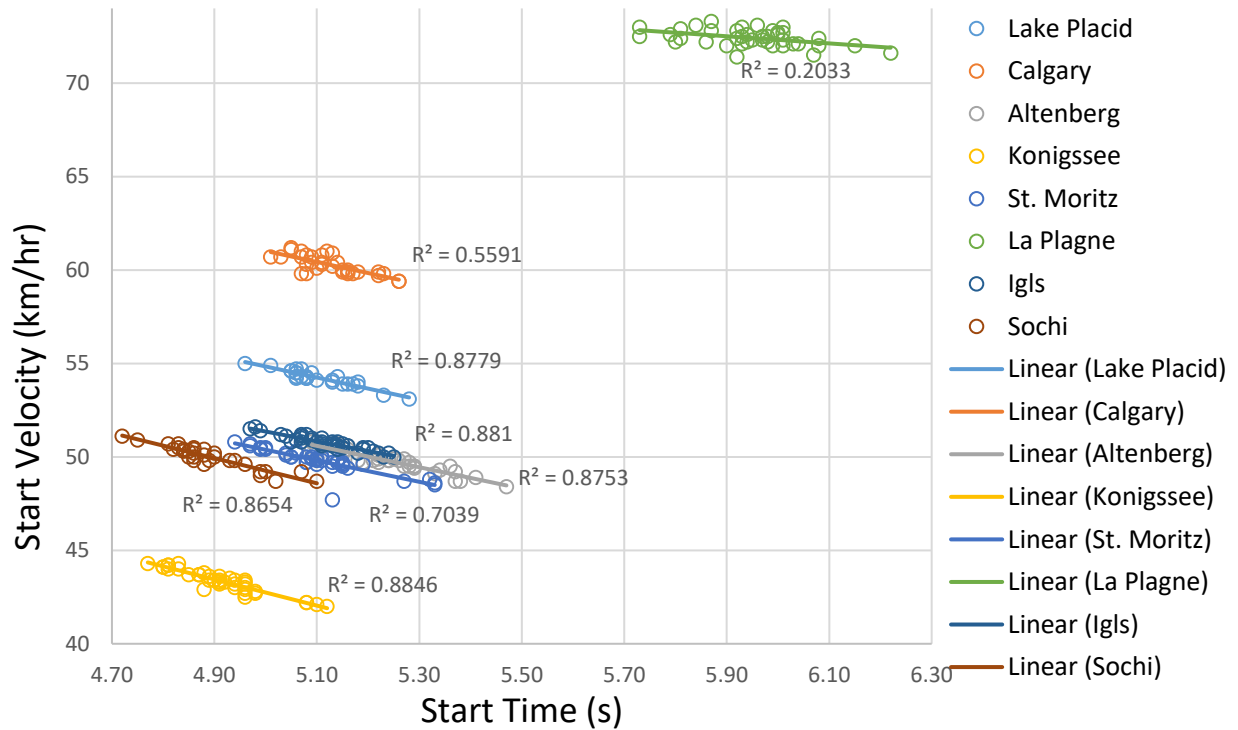 70
65
60
55
50
45
40
4.70 4.90 5.10 5.30 5.50 5.70 5.90 6.10 6.30
Start Velocity (km/hr)
Start Time (s)
R² = 0.2033
R² = 0.5591
R² = 0.8779
R² = 0.881
R² = 0.8753
R² = 0.8654
R² = 0.7039
R² = 0.8846
Lake Placid
Calgary
Altenberg
Konigssee
St. Moritz
La Plagne
Igls
Sochi
Linear (Lake Placid)
Linear (Calgary)
Linear (Altenberg)
Linear (Konigssee)
Linear (St. Moritz)
Linear (La Plagne)
Linear (Igls)
Linear (Sochi)